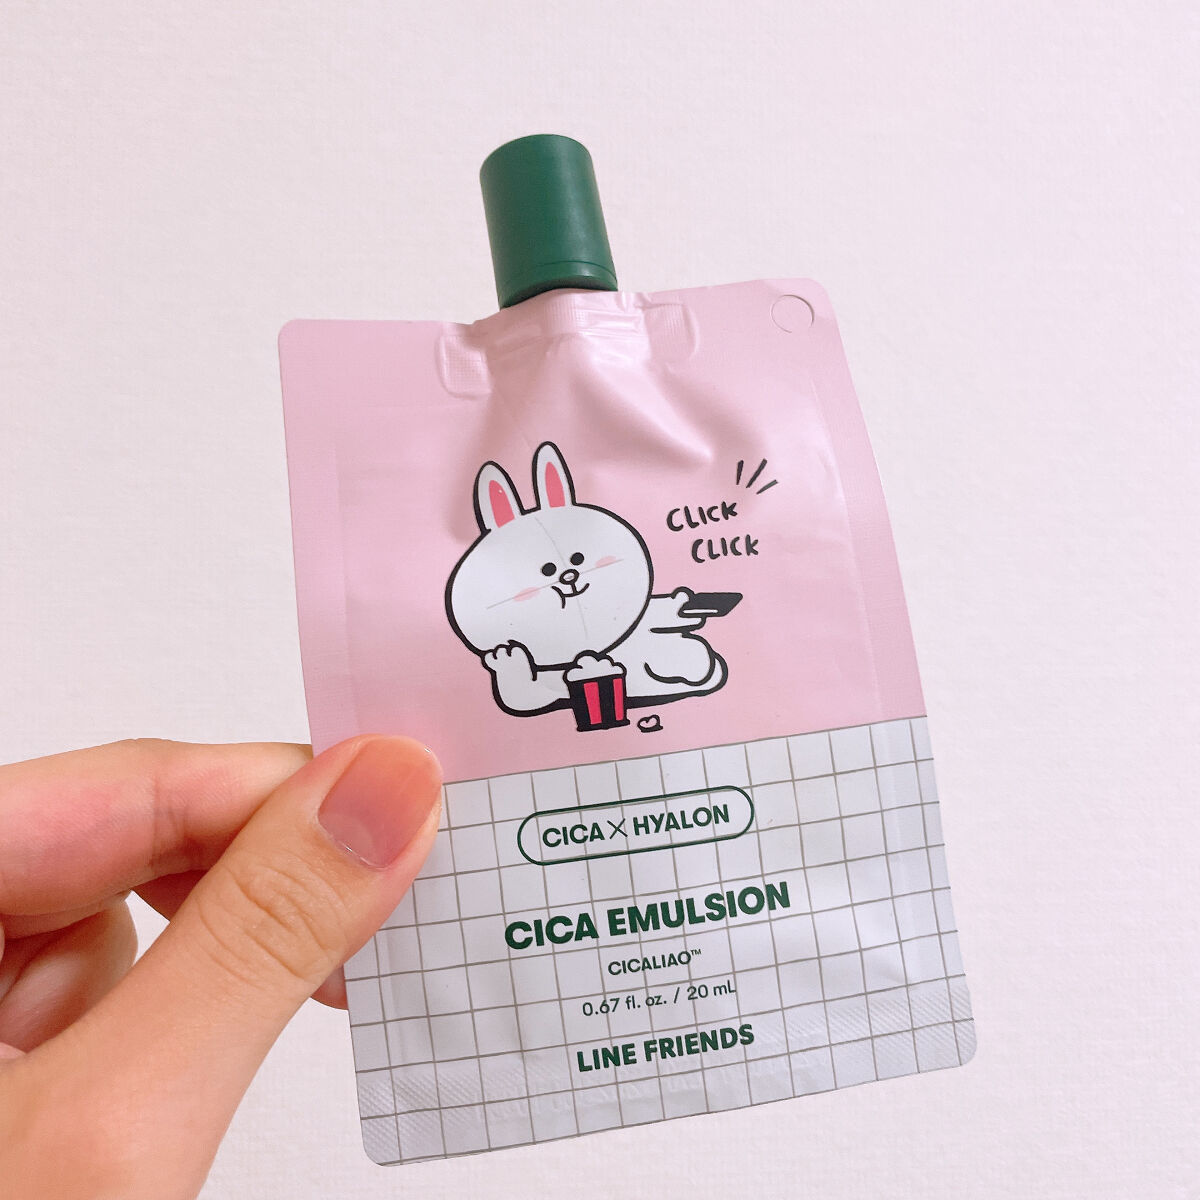 CLICK
CLICK
CICA X HYALON
CICA EMULSION
CICALIAO™
0.67 fl. oz. / 20 mL
LINE FRIENDS